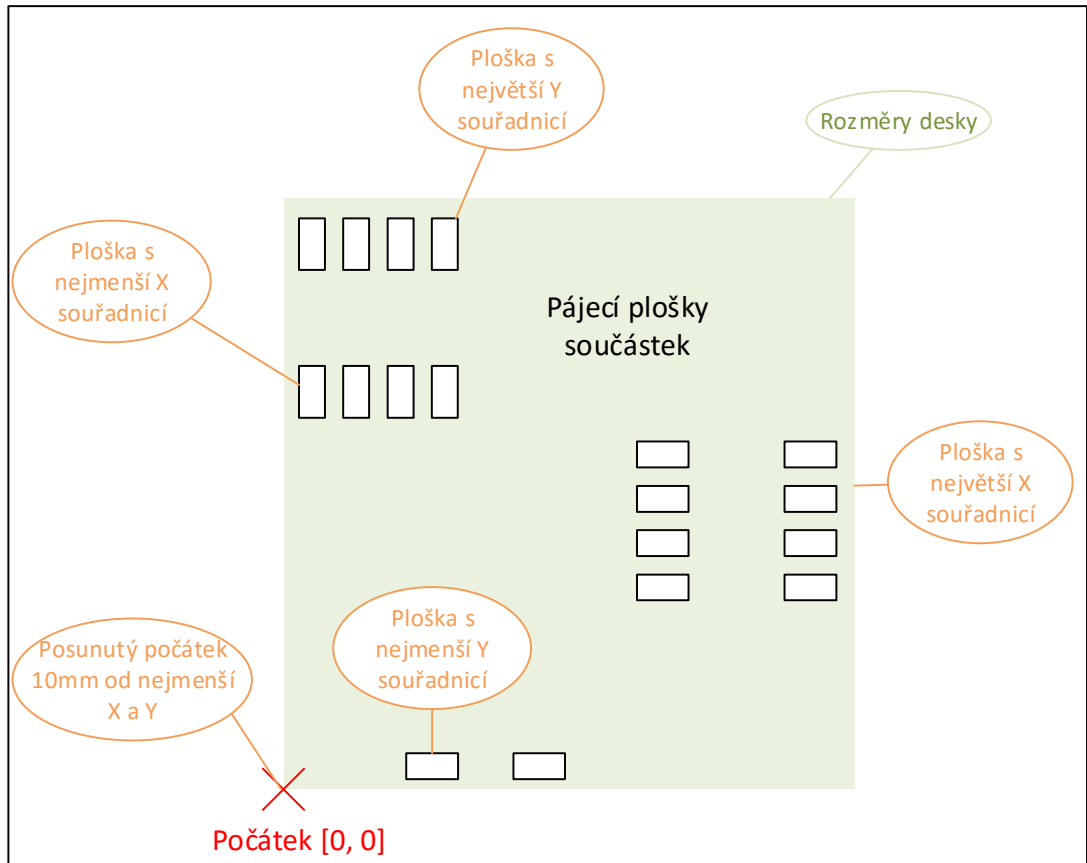 Ploška s
největší Y
souřadnicí
Rozměry desky
Ploška s
nejmenší X
souřadnicí
Pájecí plošky
součástek
Ploška s
největší X
souřadnicí
Ploška s
nejmenší Y
souřadnicí
Posunutý počátek
10mm od nejmenší
X a Y
Počátek [0, 0]